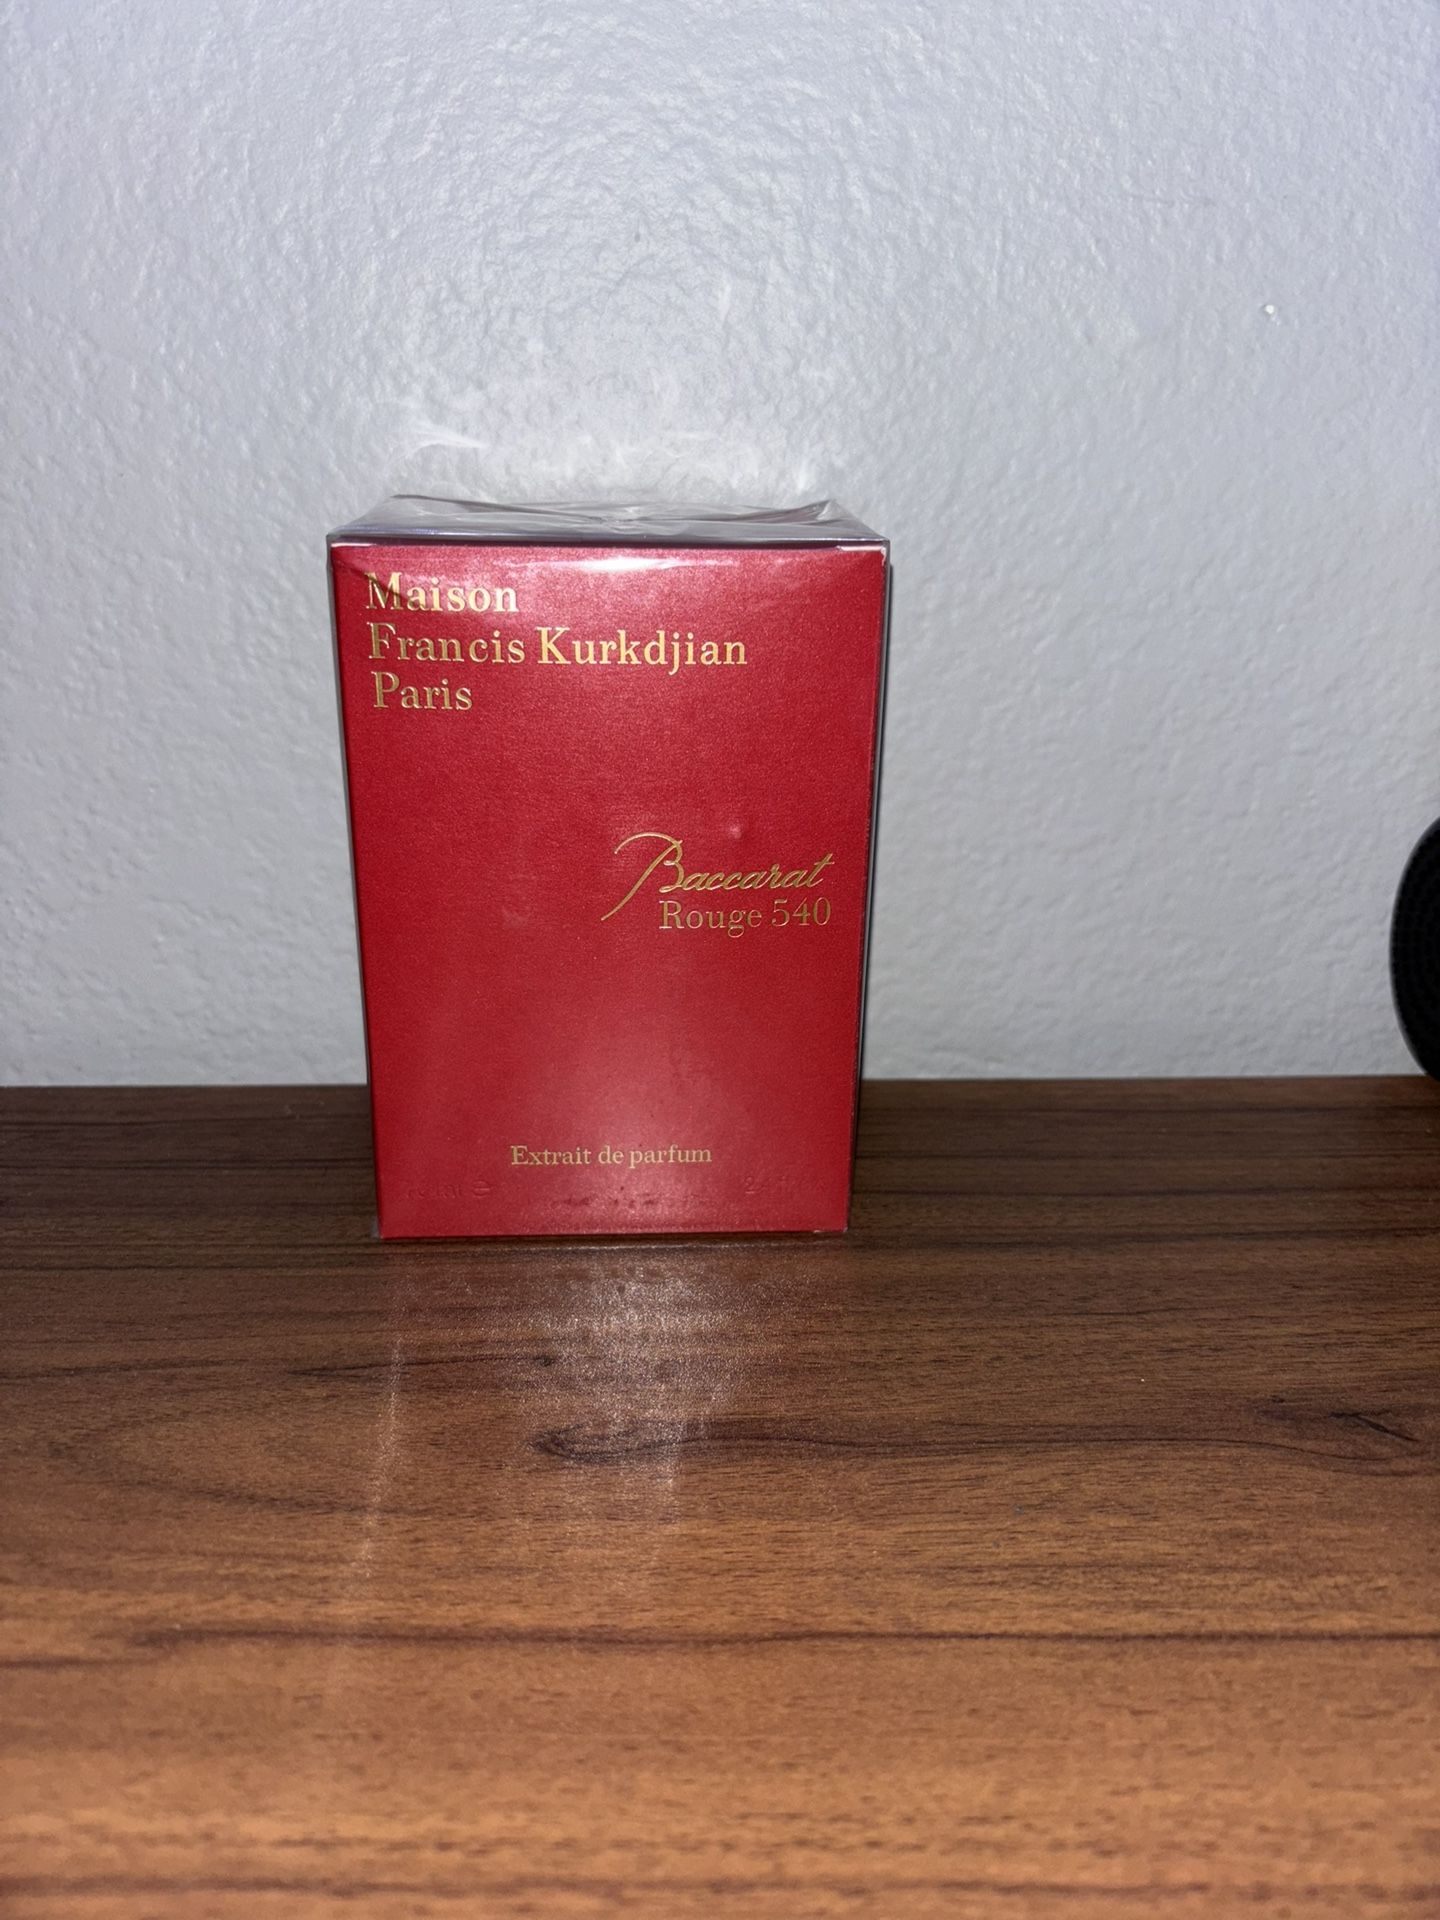 Maison
Francis Kurkdjian
Paris
Baccarat
Rouge 540
Extrait de parfum